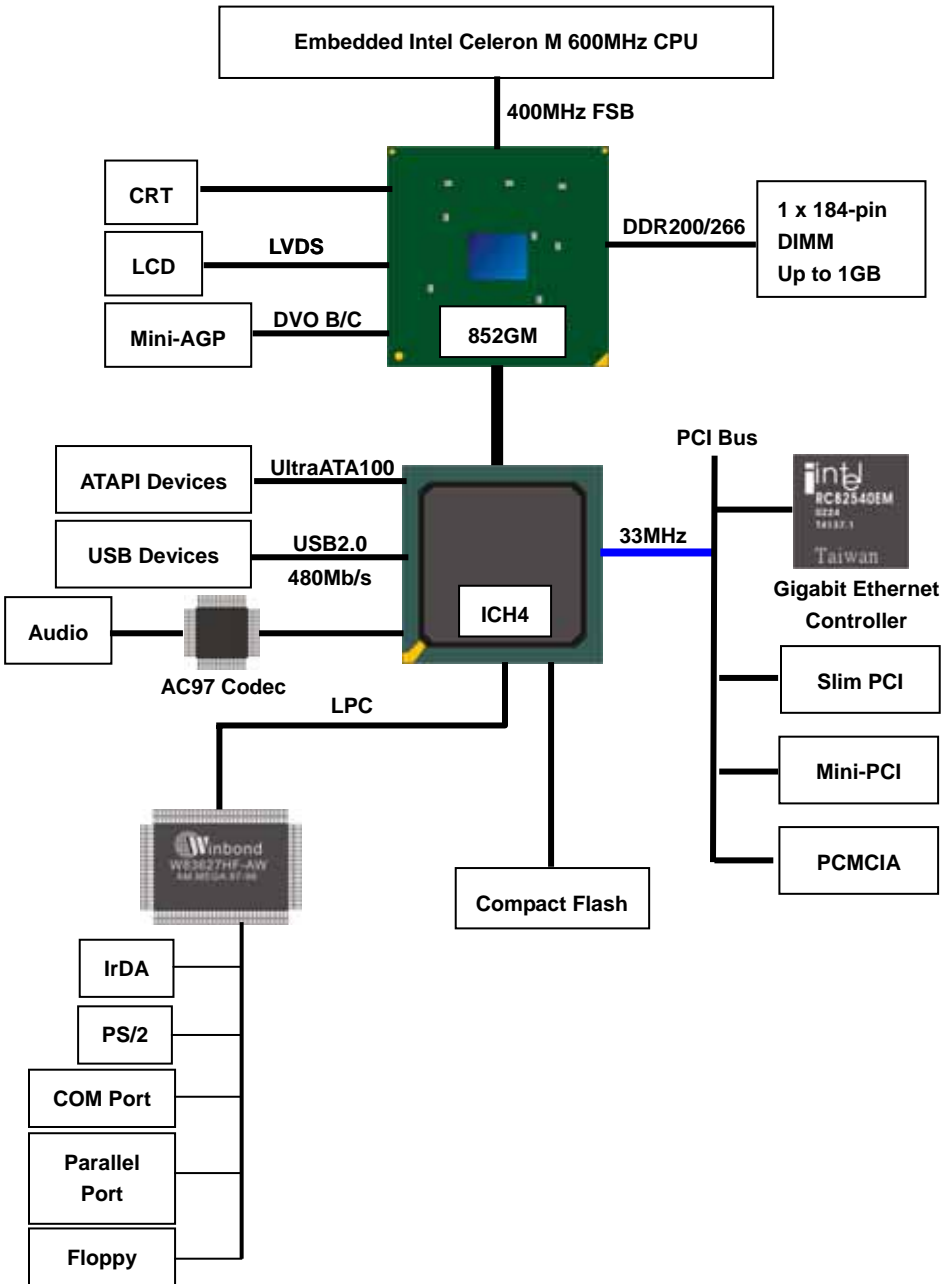 Embedded Intel Celeron M 600MHz CPU
400MHz FSB
CRT
LCD
LVDS
Mini-AGP
DVO B/C
852GM
DDR200/266
1 x 184-pin
DIMM
Up to 1GB
ATAPI Devices
UltraATA100
USB Devices
USB2.0
480Mb/s
Audio
AC97 Codec
ICH4
33MHz
PCI Bus
intel
RC82540EM
Taiwan
Gigabit Ethernet
Controller
Slim PCI
Mini-PCI
PCMCIA
LPC
Winbond
W83627HF-AW
Compact Flash
IrDA
PS/2
COM Port
Parallel
Port
Floppy